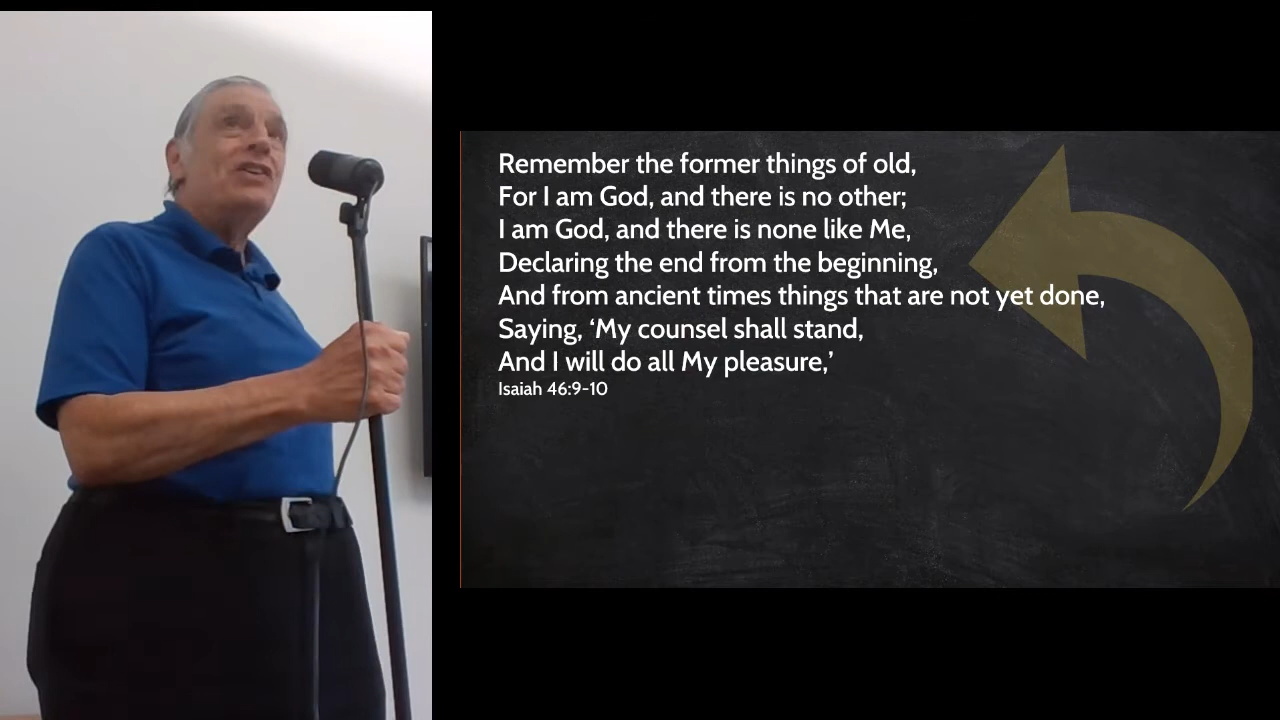 Remember the former things of old,
For I am God, and there is no other;
I am God, and there is none like Me,
Declaring the end from the beginning,
And from ancient times things that are not yet done,
Saying, ‘My counsel shall stand,
And I will do all My pleasure,’
Isaiah 46:9-10